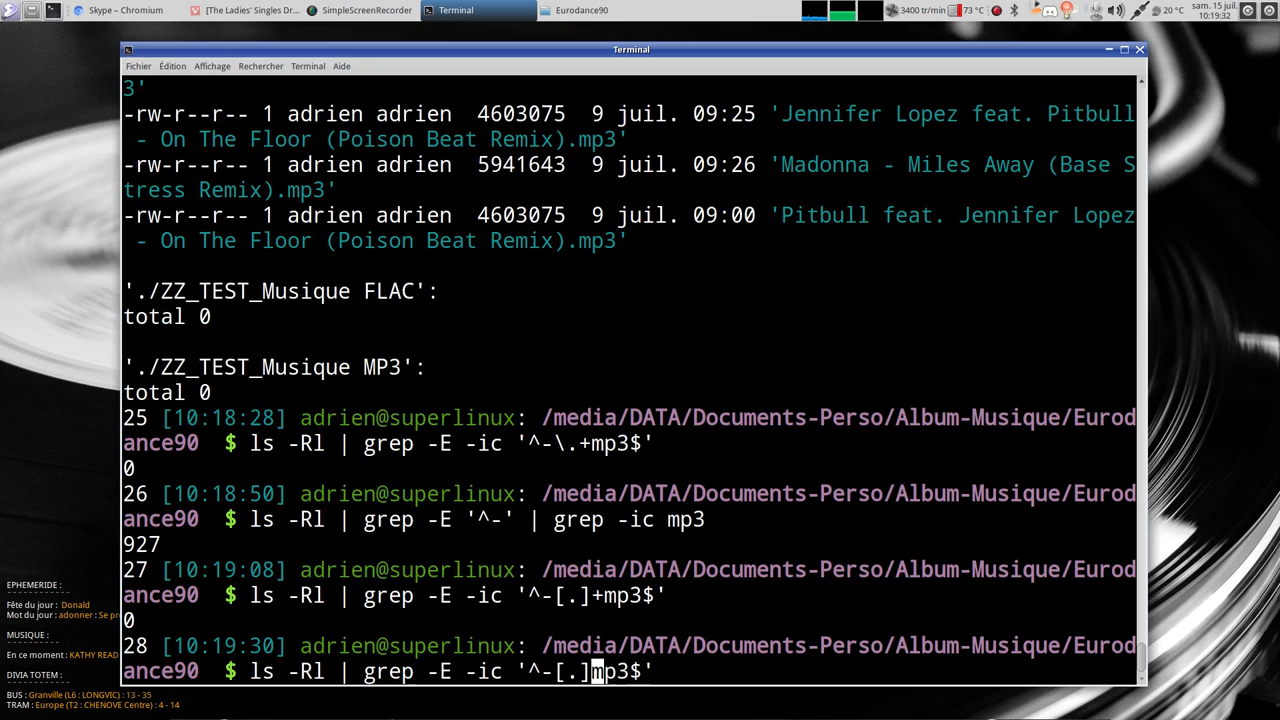 Skype – Chromium
[The Ladies' Singles Dr...
SimpleScreenRecorder
Terminal
Eurodance90
3400 tr/min
73 °C
20 °C
sam. 15 juil.
10:19:32
Terminal
Fichier Édition Affichage Rechercher Terminal Aide
3'
-rw-r--r-- 1 adrien adrien  4603075  9 juil. 09:25 'Jennifer Lopez feat. Pitbull
 - On The Floor (Poison Beat Remix).mp3'
-rw-r--r-- 1 adrien adrien  5941643  9 juil. 09:26 'Madonna - Miles Away (Base S
tress Remix).mp3'
-rw-r--r-- 1 adrien adrien  4603075  9 juil. 09:00 'Pitbull feat. Jennifer Lopez
 - On The Floor (Poison Beat Remix).mp3'
'./ZZ_TEST_Musique FLAC':
total 0
'./ZZ_TEST_Musique MP3':
total 0
25 [10:18:28] adrien@superlinux: /media/DATA/Documents-Perso/Album-Musique/Eurod
ance90  $ ls -Rl | grep -E -ic '^-\.+mp3$'
0
26 [10:18:50] adrien@superlinux: /media/DATA/Documents-Perso/Album-Musique/Eurod
ance90  $ ls -Rl | grep -E '^-' | grep -ic mp3
927
27 [10:19:08] adrien@superlinux: /media/DATA/Documents-Perso/Album-Musique/Eurod
ance90  $ ls -Rl | grep -E -ic '^-[.]+mp3$'
0
28 [10:19:30] adrien@superlinux: /media/DATA/Documents-Perso/Album-Musique/Eurod
ance90  $ ls -Rl | grep -E -ic '^-[.]mp3$'
EPHEMERIDE :
Fête du jour : Donald
Mot du jour : adonner : Se
MUSIQUE :
En ce moment : KATHY READ
DIVIA TOTEM :
BUS : Granville (L6 : LONGVIC) : 13 - 35
TRAM : Europe (T2 : CHENOVE Centre) : 4 - 14